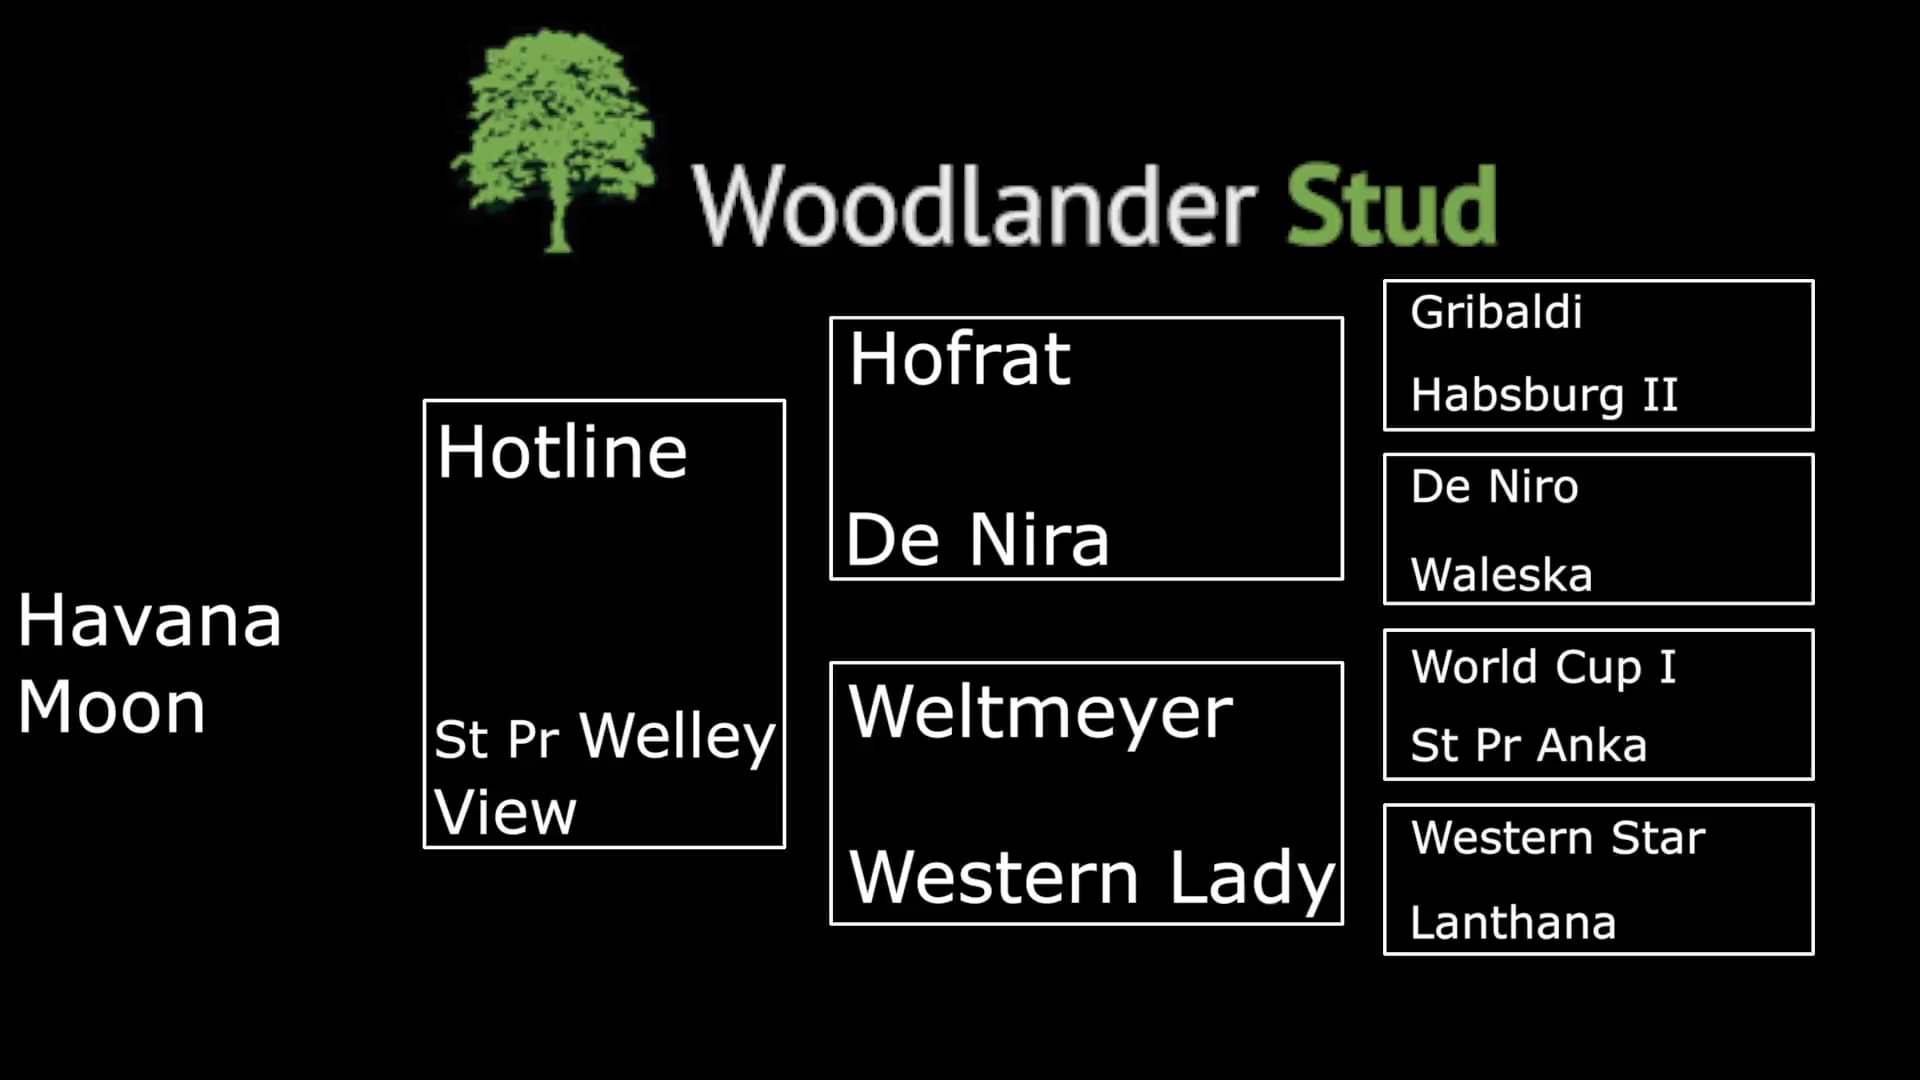 Woodlander Stud
Havana
Moon
Hotline
St Pr Welley
View
Hofrat
De Nira
Weltmeyer
Western Lady
Gribaldi
Habsburg II
De Niro
Waleska
World Cup I
St Pr Anka
Western Star
Lanthana